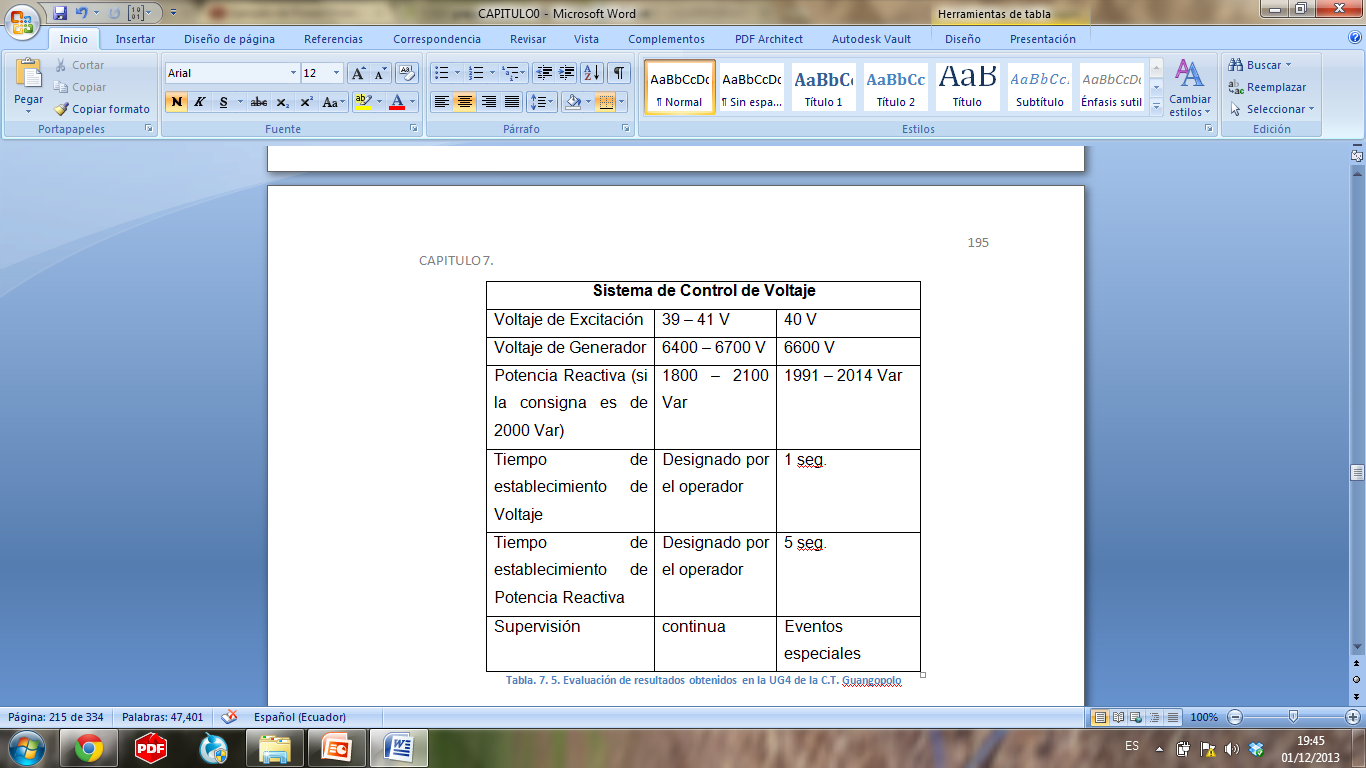 CAPITULO0 - Microsoft Word
Herramientas de tabla
Inicio
Insertar
Diseño de página
Referencias
Correspondencia
Revisar
Vista
Complementos
PDF Architect
Autodesk Vault
Diseño
Presentación
Pegar
Cortar
Copiar
Copiar formato
Portapapeles
Arial
12
N K S abc x₂ x² Aa
Fuente
Párrafo
AaBbCcDc
¶ Normal
AaBbCcDc
¶ Sin espa...
AaBbCc
Título 1
AaBbCc
Título 2
AaB
Título
AaBbCc.
Subtítulo
AaBbCcDc
Énfasis sutil
Cambiar
estilos
Estilos
Buscar
Reemplazar
Seleccionar
Edición
195
CAPITULO 7.
Sistema de Control de Voltaje
Voltaje de Excitación 39 – 41 V 40 V
Voltaje de Generador 6400 – 6700 V 6600 V
Potencia Reactiva (si 1800 – 2100 1991 – 2014 Var
la consigna es de Var
2000 Var)
Tiempo de Designado por 1 seg.
establecimiento de el operador
Voltaje
Tiempo de Designado por 5 seg.
establecimiento de el operador
Potencia Reactiva
Supervisión continua Eventos
especiales
Tabla. 7. 5. Evaluación de resultados obtenidos en la UG4 de la C.T. Guangopolo
Página: 215 de 334
Palabras: 47,401
Español (Ecuador)
100%
PDF
ES
19:45
01/12/2013